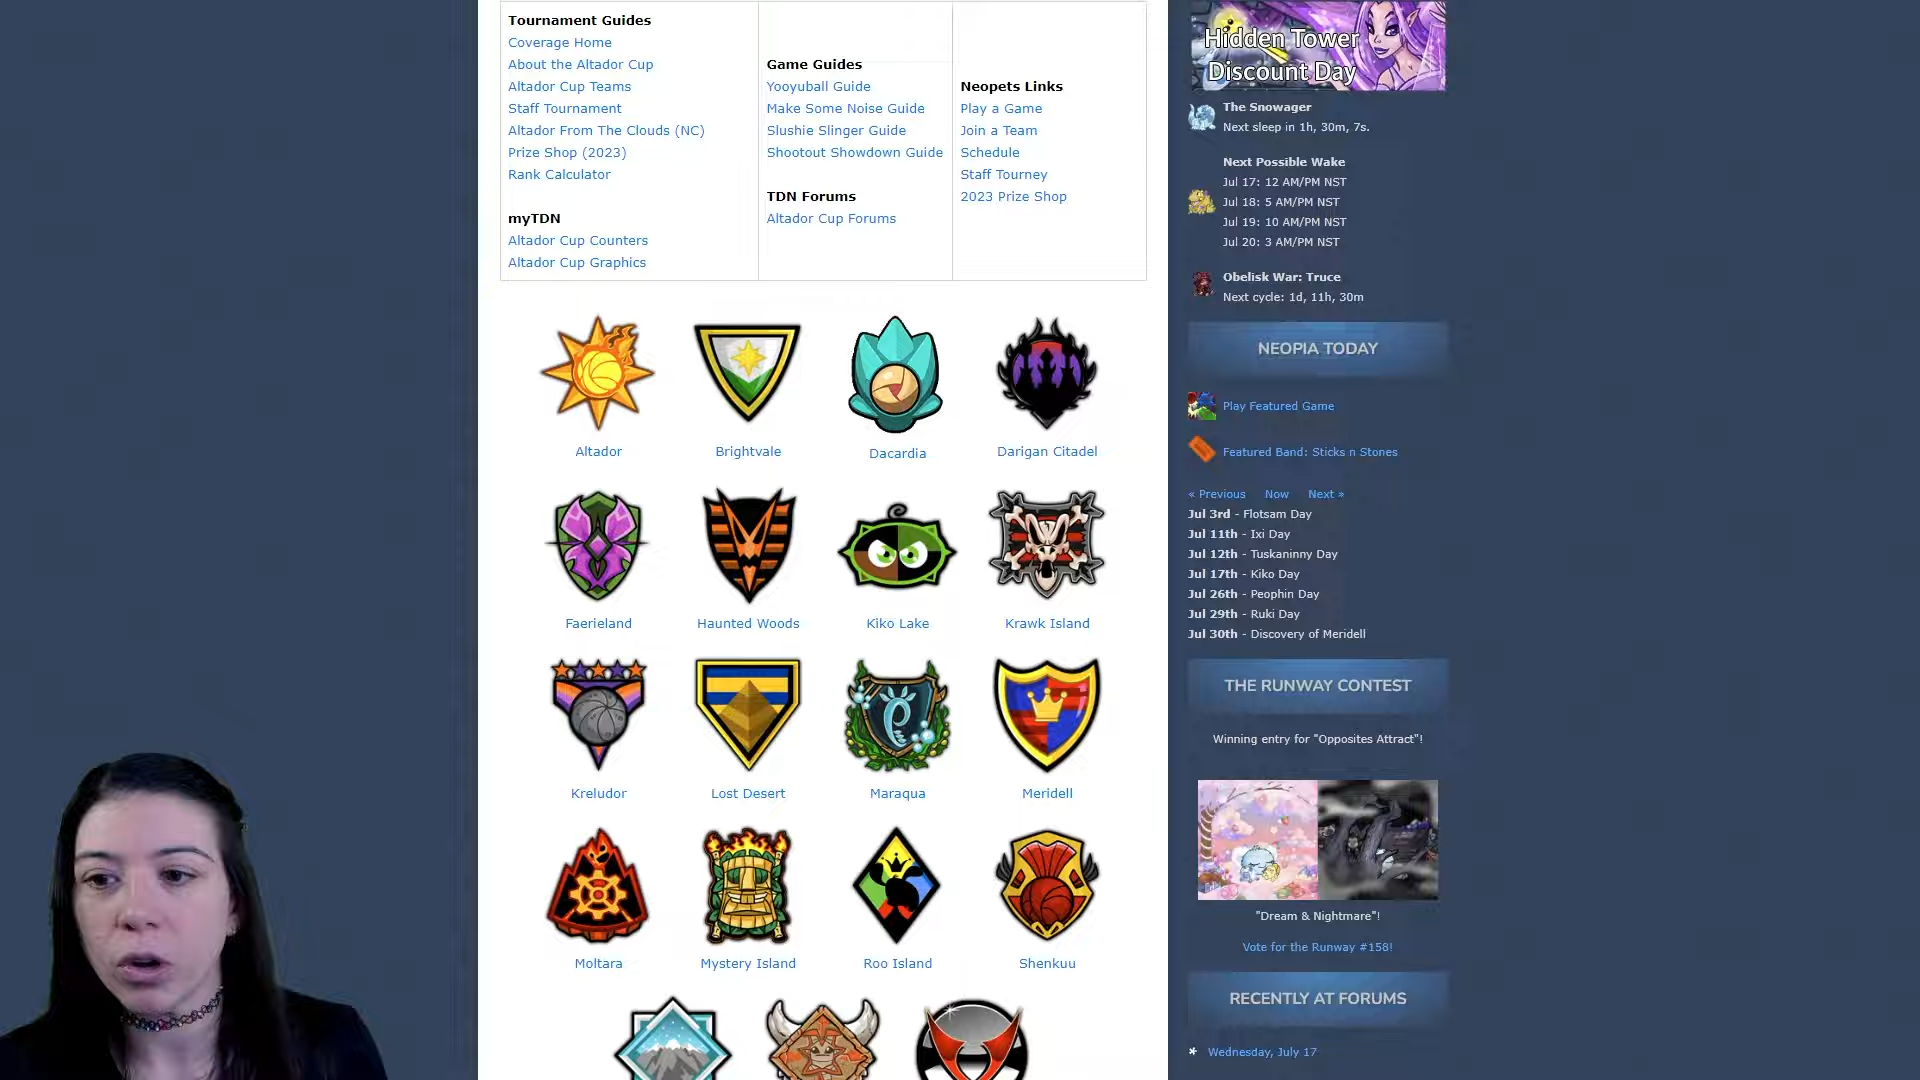 Tournament Guides
Coverage Home
About the Altador Cup
Altador Cup Teams
Staff Tournament
Altador From The Clouds (NC)
Prize Shop (2023)
Rank Calculator
myTDN
Altador Cup Counters
Altador Cup Graphics
Game Guides
Yooyuball Guide
Make Some Noise Guide
Slushie Slinger Guide
Shootout Showdown Guide
TDN Forums
Altador Cup Forums
Neopets Links
Play a Game
Join a Team
Schedule
Staff Tourney
2023 Prize Shop
Altador
Brightvale
Dacardia
Darigan Citadel
Faerieland
Haunted Woods
Kiko Lake
Krawk Island
Kreludor
Lost Desert
Maraqua
Meridell
Moltara
Mystery Island
Roo Island
Shenkuu
Hidden Tower
Discount Day
The Snowager
Next sleep in 1h, 30m, 7s.
Next Possible Wake
Jul 17: 12 AM/PM NST
Jul 18: 5 AM/PM NST
Jul 19: 10 AM/PM NST
Jul 20: 3 AM/PM NST
Obelisk War: Truce
Next cycle: 1d, 11h, 30m
NEOPIA TODAY
Play Featured Game
Featured Band: Sticks n Stones
« Previous Now Next »
Jul 3rd - Flotsam Day
Jul 11th - Ixi Day
Jul 12th - Tuskaninny Day
Jul 17th - Kiko Day
Jul 26th - Peophin Day
Jul 29th - Ruki Day
Jul 30th - Discovery of Meridell
THE RUNWAY CONTEST
Winning entry for "Opposites Attract"!
"Dream & Nightmare"!
Vote for the Runway #158!
RECENTLY AT FORUMS
Wednesday, July 17